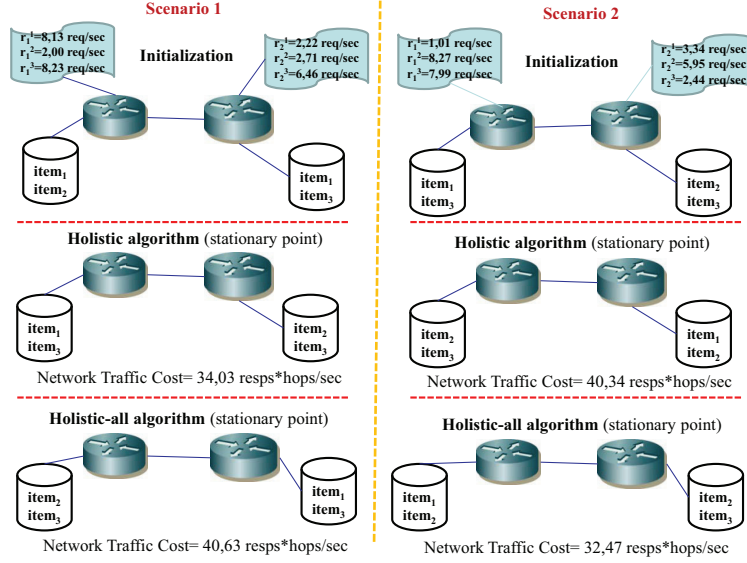 Scenario 1
r₁¹=8,13 req/sec
r₁²=2,00 req/sec
r₁³=8,23 req/sec
Initialization
r₂¹=2,22 req/sec
r₂²=2,71 req/sec
r₂³=6,46 req/sec
item₁
item₂
item₁
item₃
Holistic algorithm (stationary point)
item₁
item₃
item₂
item₃
Network Traffic Cost= 34,03 resps*hops/sec
Holistic-all algorithm (stationary point)
item₂
item₃
item₁
item₃
Network Traffic Cost= 40,63 resps*hops/sec
Scenario 2
r₁¹=1,01 req/sec
r₁²=8,27 req/sec
r₁³=7,99 req/sec
Initialization
r₂¹=3,34 req/sec
r₂²=5,95 req/sec
r₂³=2,44 req/sec
item₁
item₃
item₂
item₃
Holistic algorithm (stationary point)
item₂
item₃
item₁
item₂
Network Traffic Cost= 40,34 resps*hops/sec
Holistic-all algorithm (stationary point)
item₁
item₂
item₂
item₃
Network Traffic Cost= 32,47 resps*hops/sec